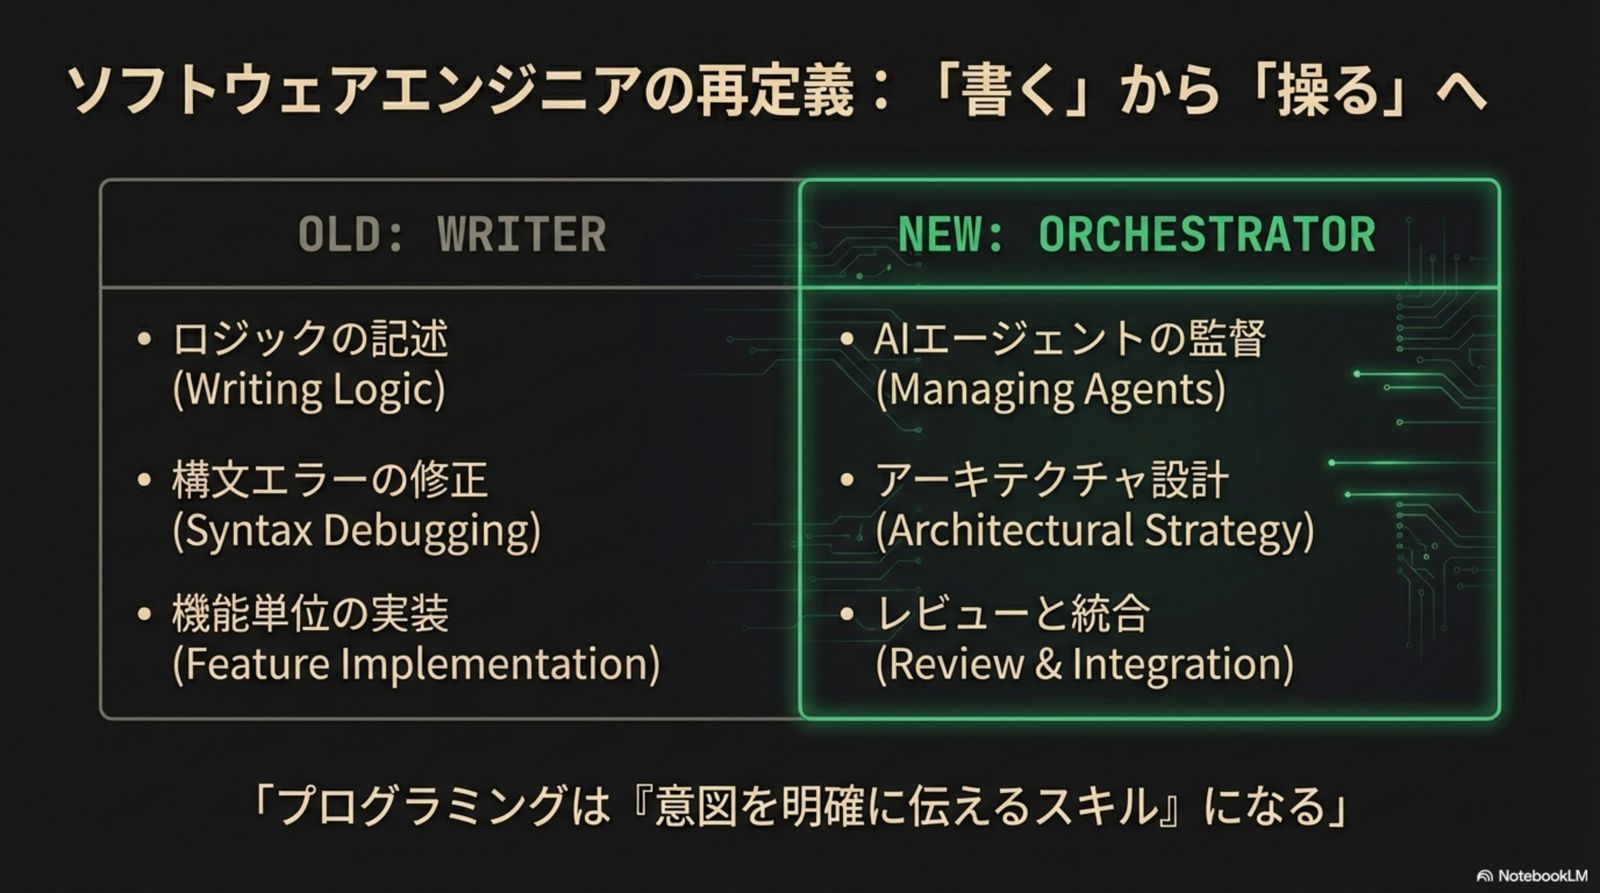 ソフトウェアエンジニアの再定義：「書く」から「操る」へ
OLD: WRITER
• ロジックの記述
(Writing Logic)
• 構文エラーの修正
(Syntax Debugging)
• 機能単位の実装
(Feature Implementation)
NEW: ORCHESTRATOR
• AIエージェントの監督
(Managing Agents)
• アーキテクチャ設計
(Architectural Strategy)
• レビューと統合
(Review & Integration)
「プログラミングは『意図を明確に伝えるスキル』になる」
NotebookLM